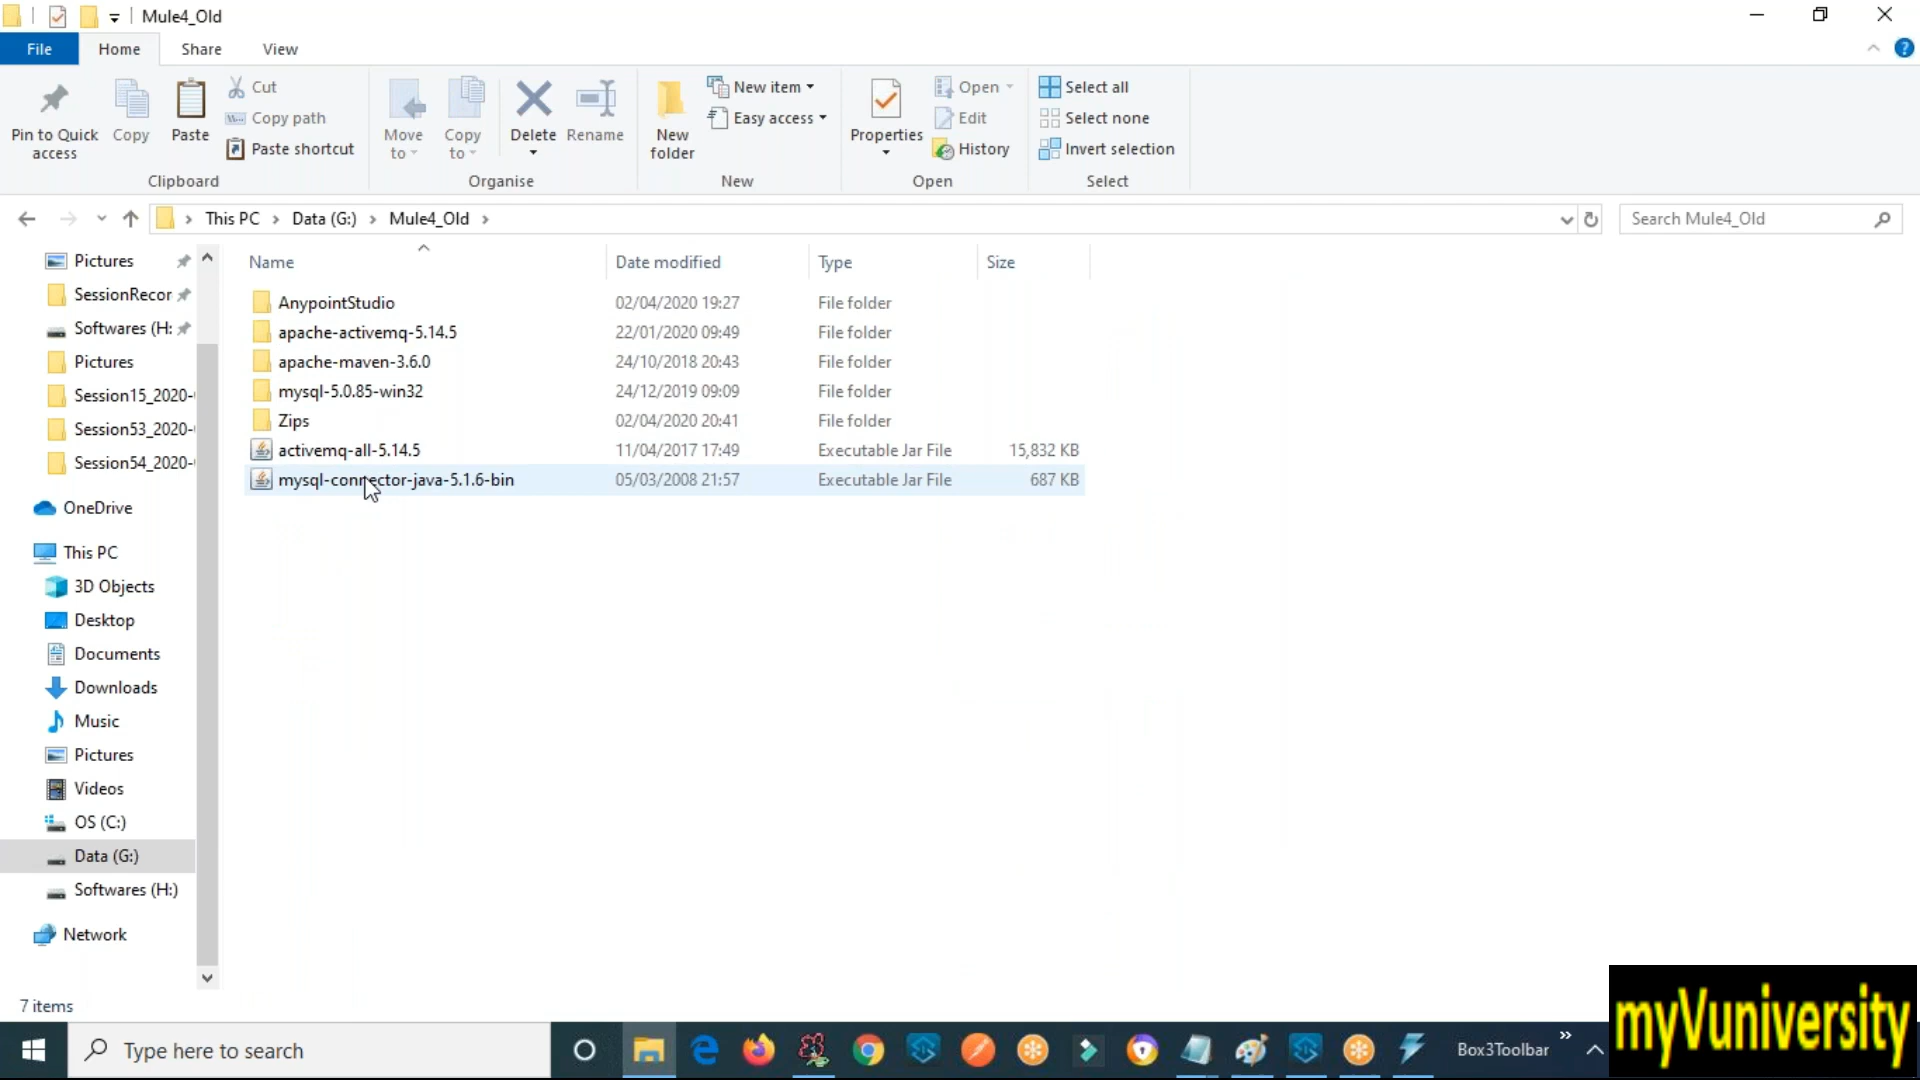 Mule4_Old
File Home Share View
Pin to Quick access
Copy
Paste
Cut
Copy path
Paste shortcut
Clipboard
Move to
Copy to
Delete
Rename
Organise
New folder
New item
Easy access
New
Properties
Open
Edit
History
Open
Select all
Select none
Invert selection
Select
This PC > Data (G:) > Mule4_Old >
Search Mule4_Old
Pictures
SessionRecor
Softwares (H:
Pictures
Session15_2020-
Session53_2020-
Session54_2020-
OneDrive
This PC
3D Objects
Desktop
Documents
Downloads
Music
Pictures
Videos
OS (C:)
Data (G:)
Softwares (H:)
Network
Name Date modified Type Size
AnypointStudio 02/04/2020 19:27 File folder
apache-activemq-5.14.5 22/01/2020 09:49 File folder
apache-maven-3.6.0 24/10/2018 20:43 File folder
mysql-5.0.85-win32 24/12/2019 09:09 File folder
Zips 02/04/2020 20:41 File folder
activemq-all-5.14.5 11/04/2017 17:49 Executable Jar File 15,832 KB
mysql-connector-java-5.1.6-bin 05/03/2008 21:57 Executable Jar File 687 KB
7 items
Type here to search
Box3Toolbar
myVuniversity